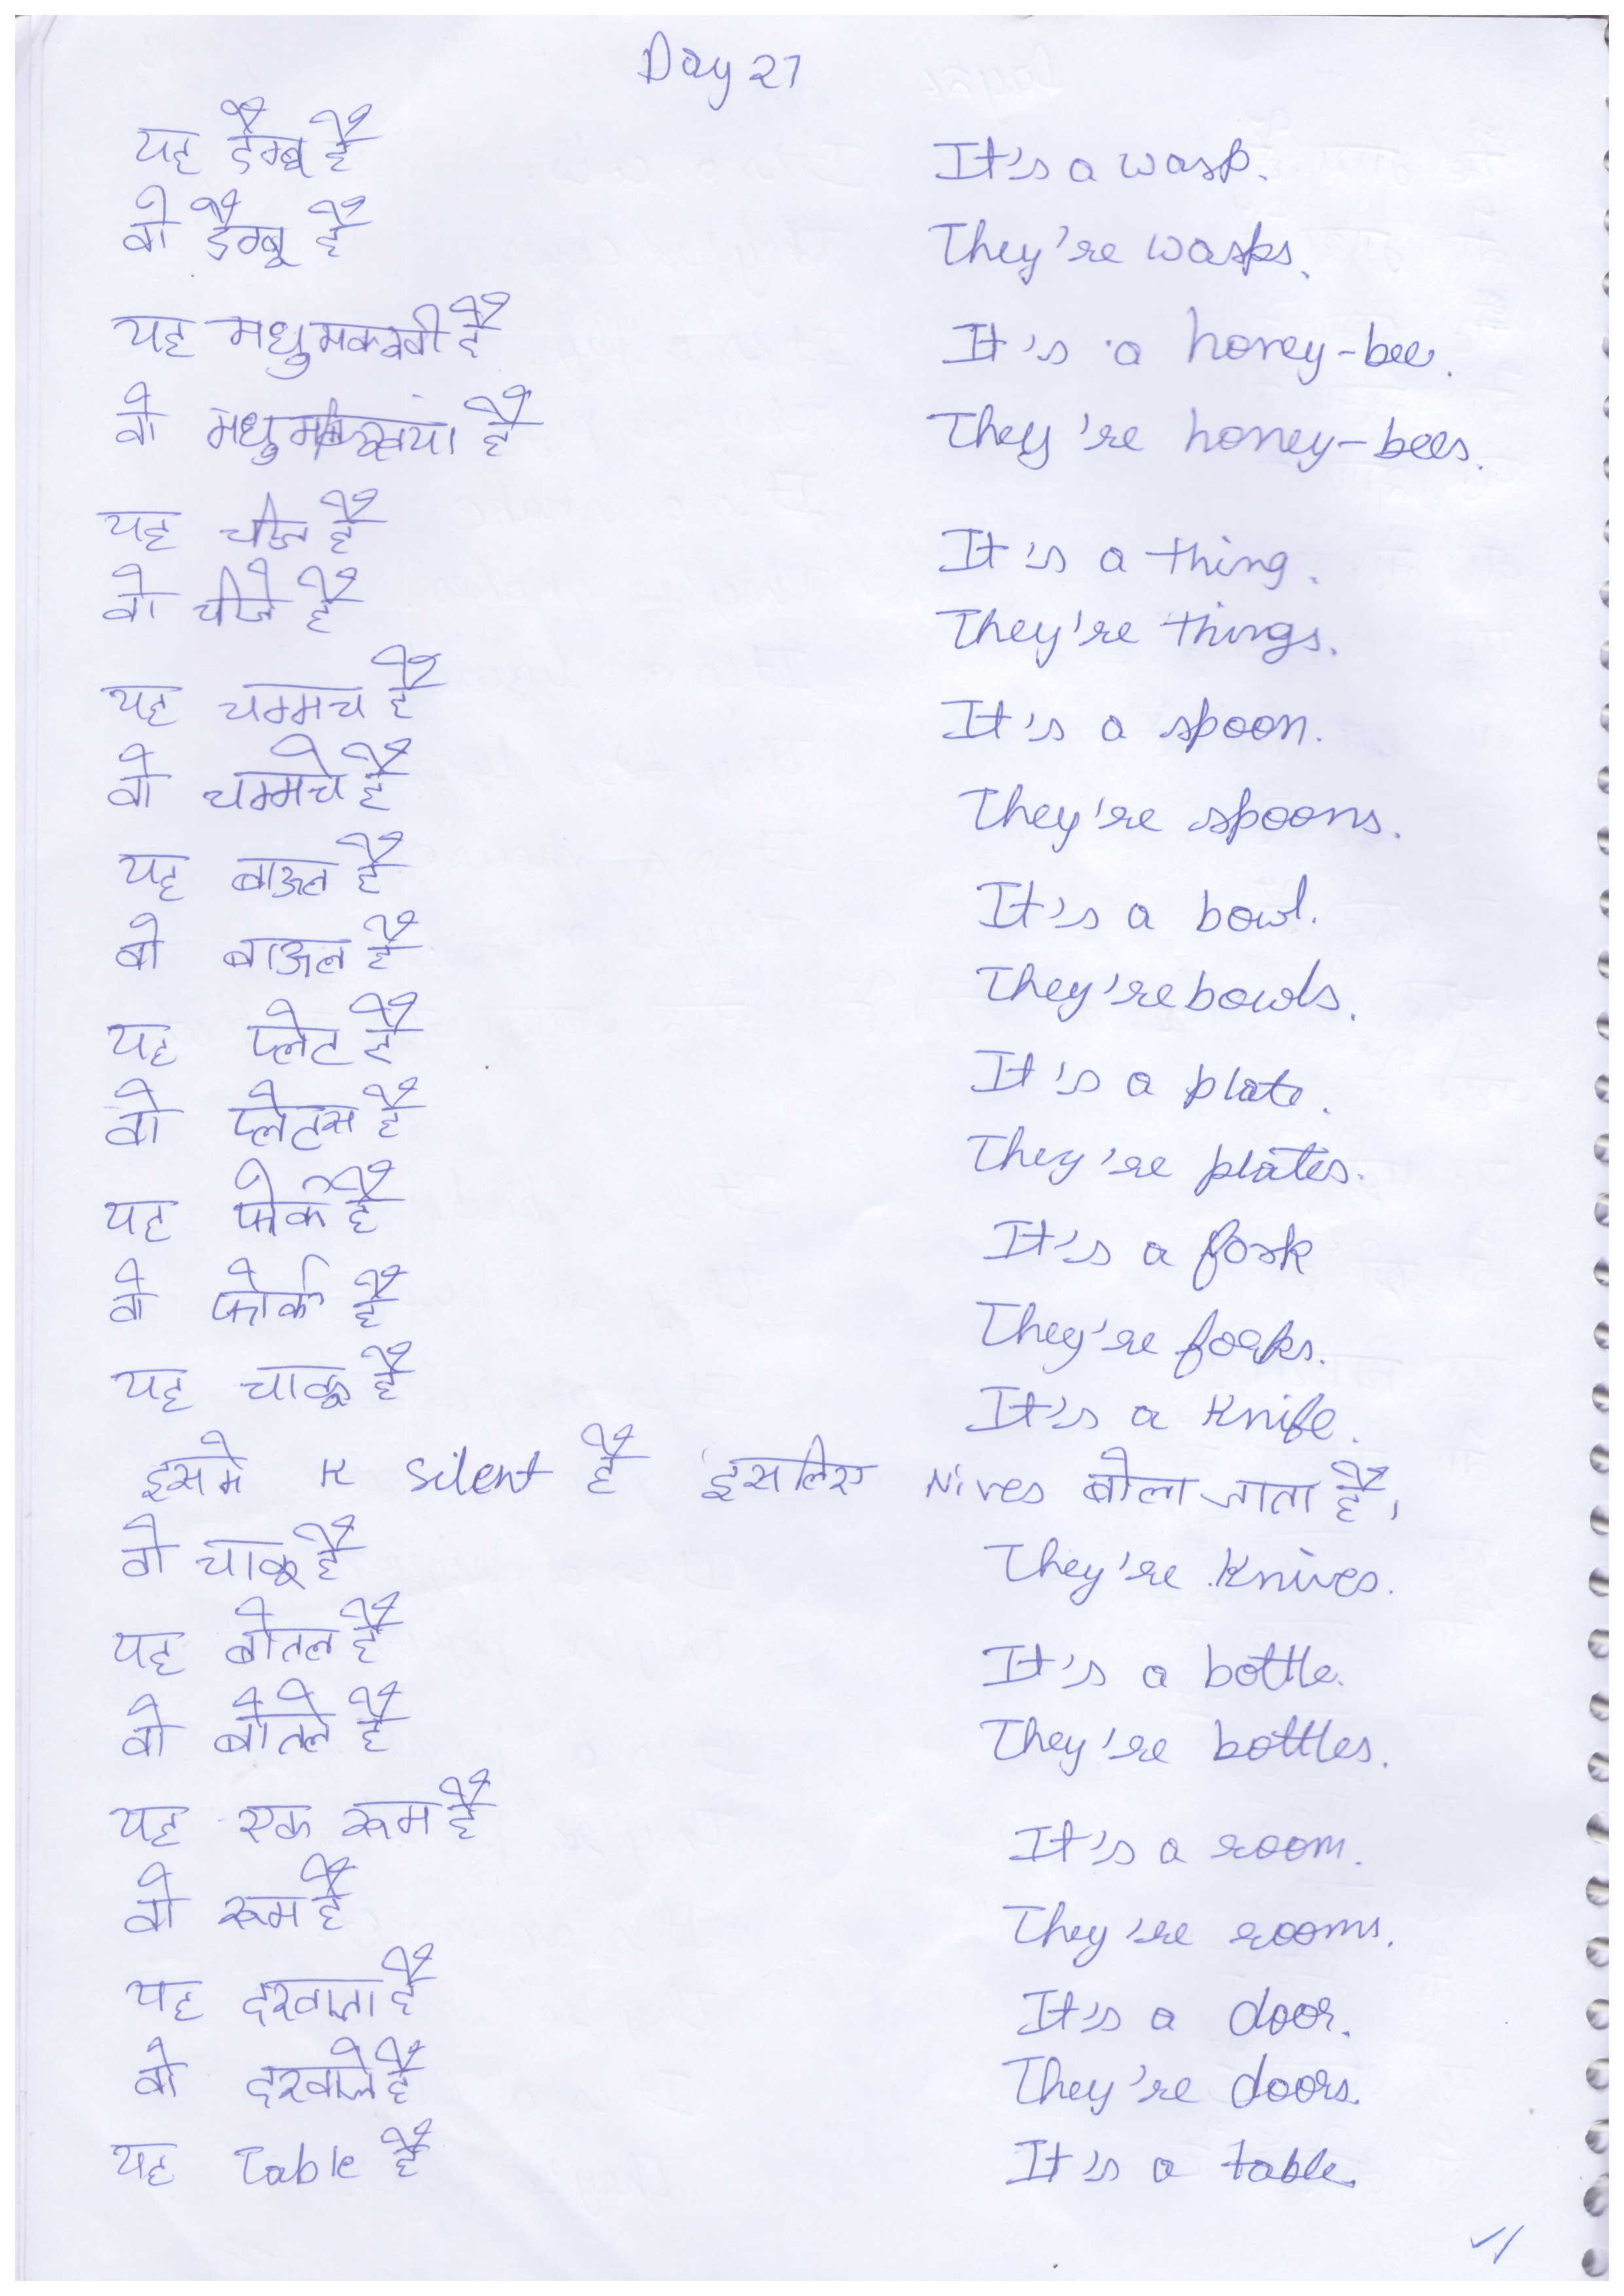 Day 27
यह डैम्बू है It's a wasp.
वो डैम्बू है They're wasps.
यह मधुमक्खी है It's a honey-bee.
वो मधुमक्खियां है They're honey-bees.
यह चीज है It's a thing.
वो चीजे है They're things.
यह चम्मच है It's a spoon.
वो चम्मचे है They're spoons.
यह बाऊल है It's a bowl.
वो बाऊल है They're bowls.
यह प्लेट है It's a plate.
वो प्लेटस है They're plates.
यह फोर्क है It's a fork
वो फोर्क है They're forks.
यह चाकू है It's a Knife.
इसमे K silent है इसलिए Nives बोला जाता है,
वो चाकू है They're Knives.
यह बोतल है It's a bottle.
वो बोतले है They're bottles.
यह एक रूम है It's a room.
वो रूम है They're rooms.
यह दरवाजा है It's a door.
वो दरवाजे है They're doors.
यह Table है It's a table.